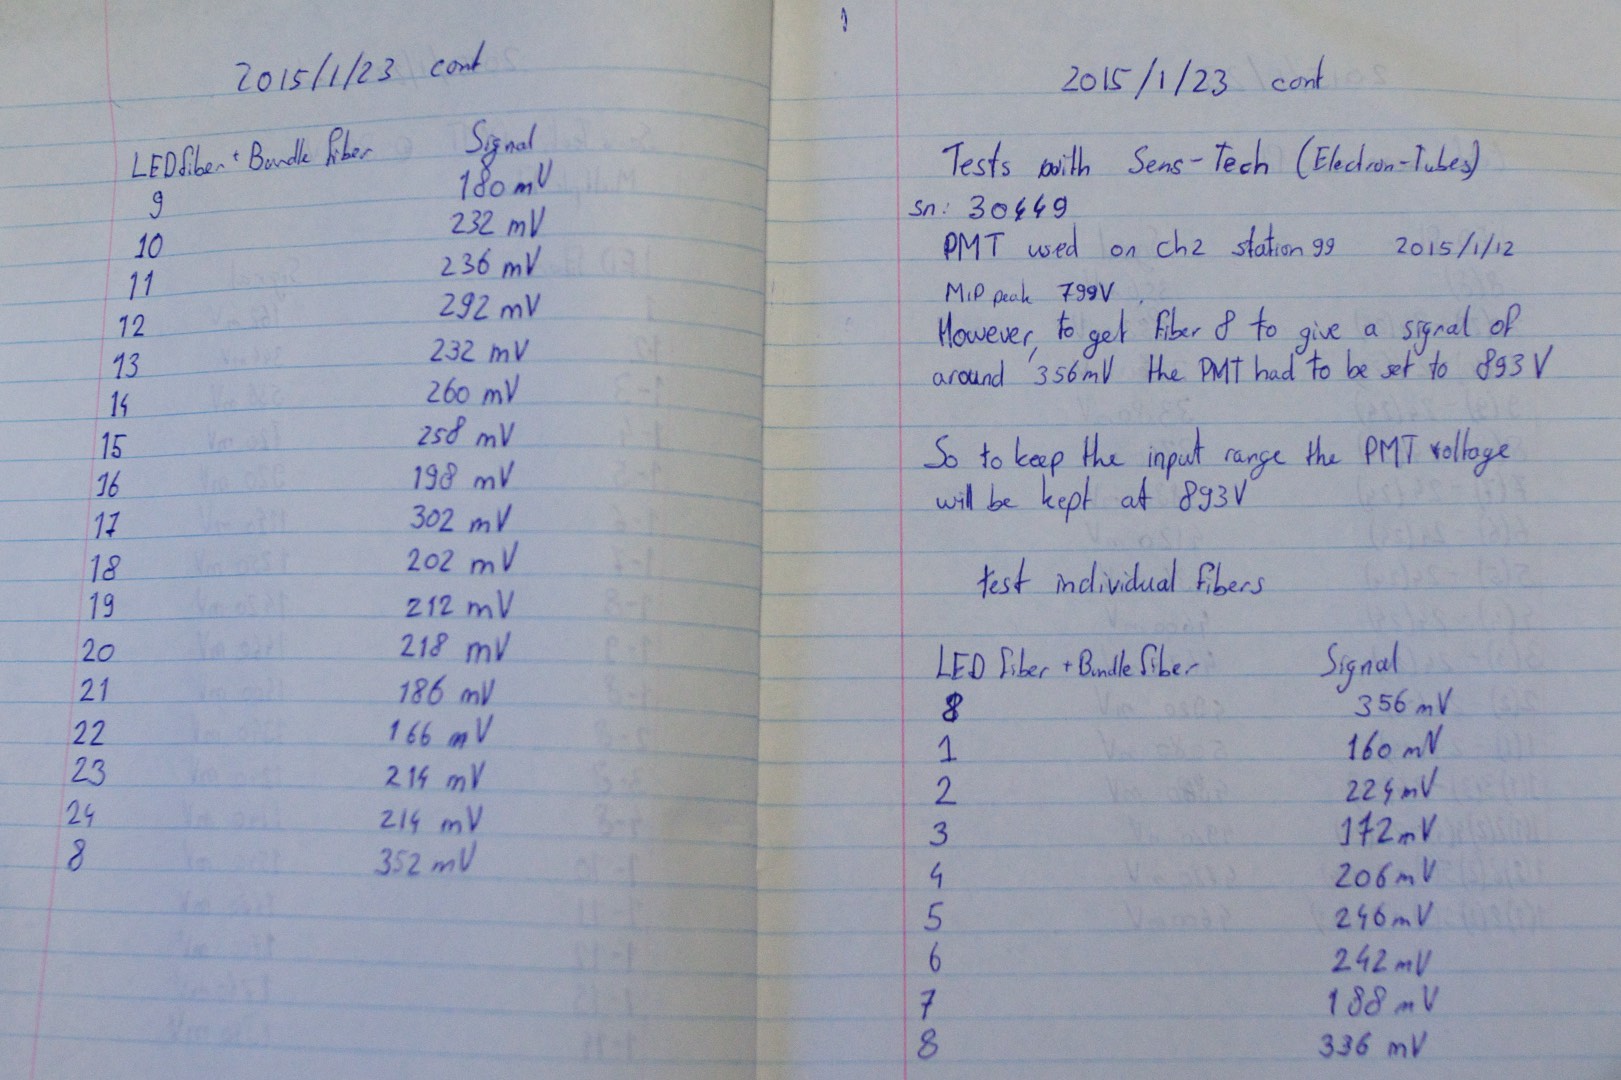 2015/1/23 cont
LED fiber + Bundle fiber Signal
9 180 mV
10 232 mV
11 236 mV
12 292 mV
13 232 mV
14 260 mV
15 258 mV
16 198 mV
17 302 mV
18 202 mV
19 212 mV
20 218 mV
21 186 mV
22 166 mV
23 214 mV
24 214 mV
8 352 mV
2015/1/23 cont
Tests with Sens-Tech (Electron-Tubes)
sn: 30449
PMT used on ch2 station 99 2015/1/12
MIP peak 799V
However, to get fiber 8 to give a signal of
around 356mV the PMT had to be set to 893V
So to keep the input range the PMT voltage
will be kept at 893V
test individual fibers
LED fiber + Bundle fiber Signal
8 356 mV
1 160 mV
2 224 mV
3 172 mV
4 206 mV
5 246 mV
6 242 mV
7 188 mV
8 336 mV